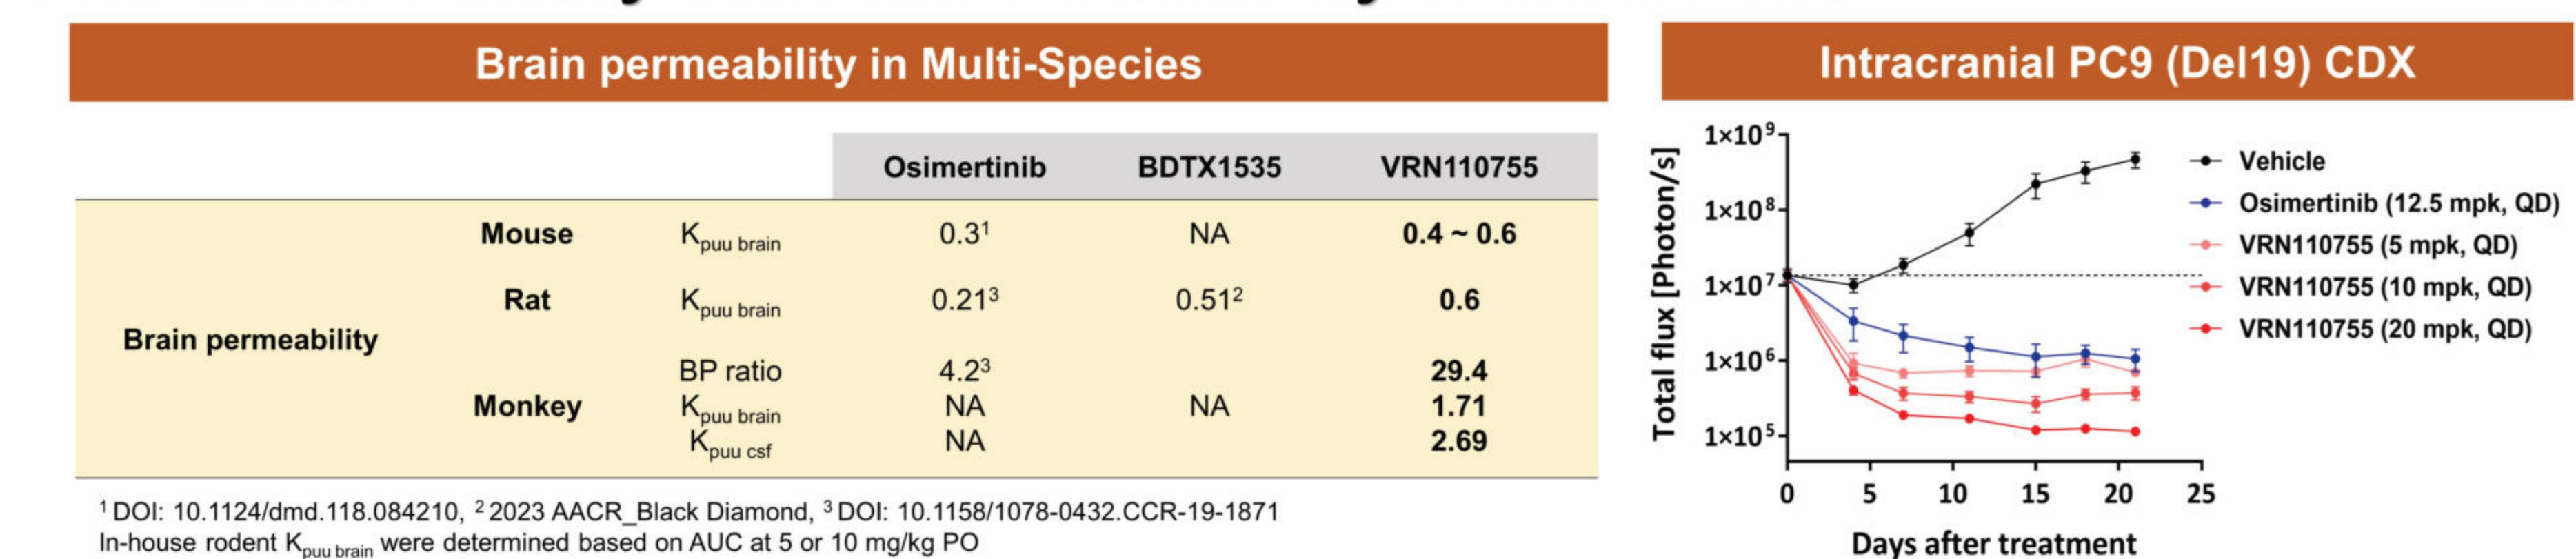 Brain permeability in Multi-Species
Osimertinib BDTX1535 VRN110755
Mouse K puu brain 0.3¹ NA 0.4 ~ 0.6
Rat K puu brain 0.21³ 0.51² 0.6
Brain permeability
BP ratio 4.2³ 29.4
Monkey K puu brain NA NA 1.71
K puu csf NA 2.69
¹ DOI: 10.1124/dmd.118.084210, ² 2023 AACR_Black Diamond, ³ DOI: 10.1158/1078-0432.CCR-19-1871
In-house rodent K puu brain were determined based on AUC at 5 or 10 mg/kg PO
Intracranial PC9 (Del19) CDX
Total flux [Photon/s]
1×10⁹
1×10⁸
1×10⁷
1×10⁶
1×10⁵
0 5 10 15 20 25
Days after treatment
Vehicle
Osimertinib (12.5 mpk, QD)
VRN110755 (5 mpk, QD)
VRN110755 (10 mpk, QD)
VRN110755 (20 mpk, QD)